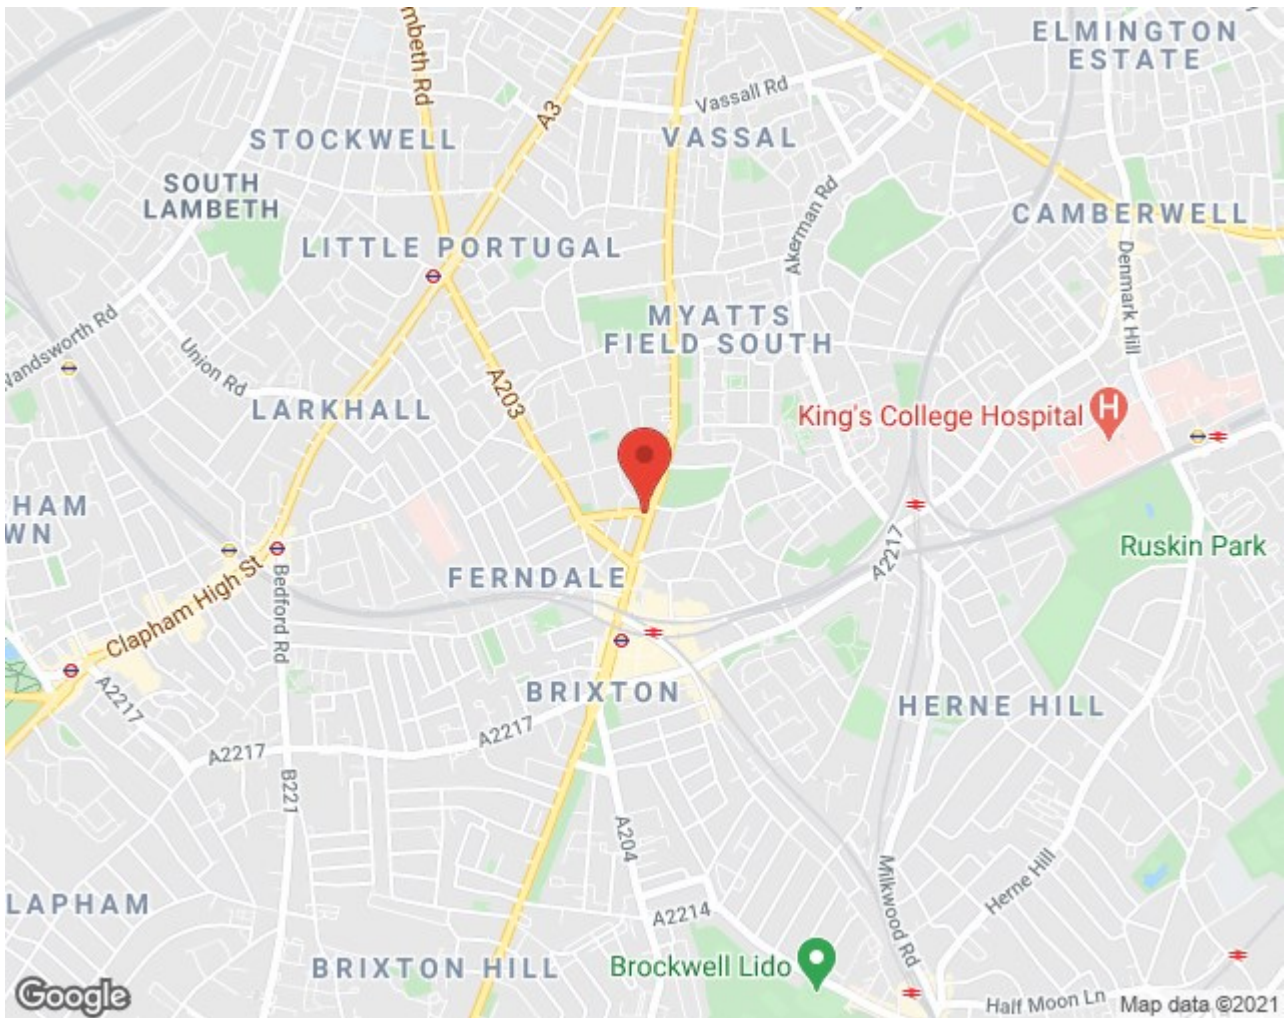 mbeth Rd
A3
Vassall Rd
ELMINGTON
ESTATE
STOCKWELL
VASSAL
SOUTH
LAMBETH
Akerman Rd
CAMBERWELL
LITTLE PORTUGAL
Denmark Hill
MYATTS
FIELD SOUTH
Wandsworth Rd
Union Rd
A203
LARKHALL
King's College Hospital
H
HAM
WN
Ruskin Park
A2217
FERNDALE
Clapham High St
Bedford Rd
BRIXTON
HERNE HILL
A2217
A2217
A2217
B221
A204
Milkwood Rd
Herne Hill
LAPHAM
A2214
BRIXTON HILL
Brockwell Lido
Google
Half Moon Ln
Map data ©2021